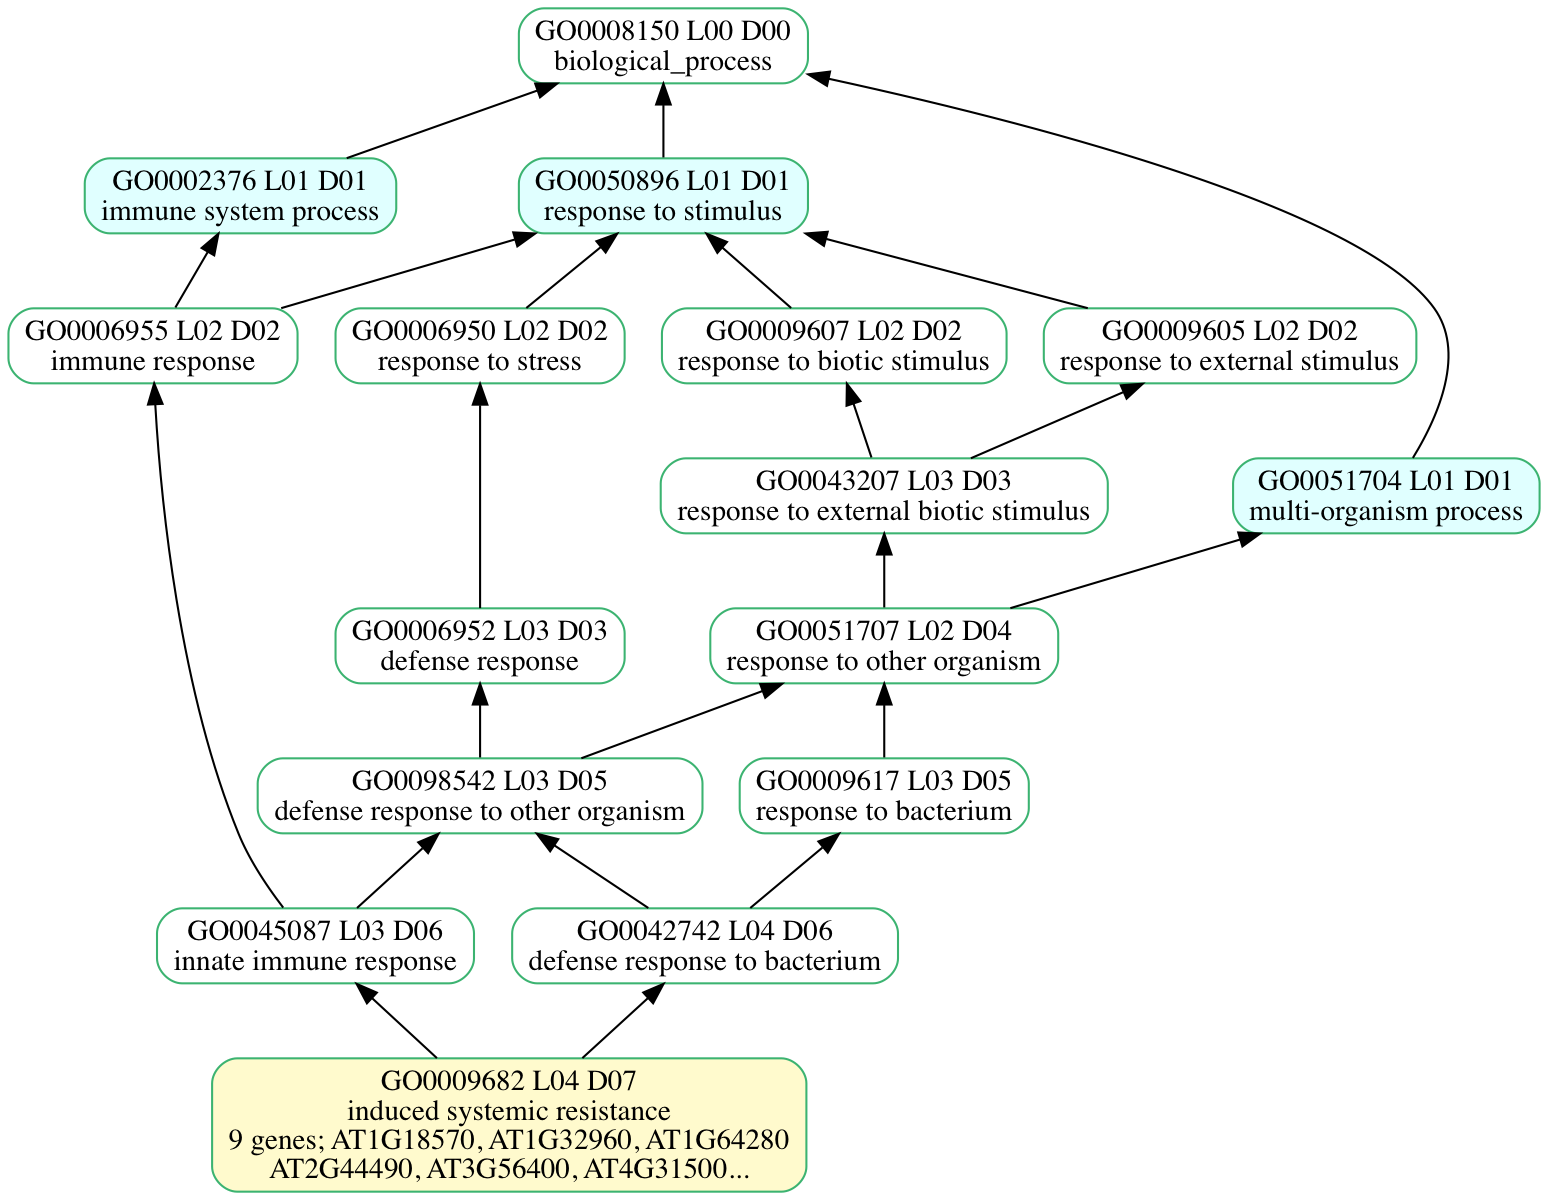 GO0008150 L00 D00
biological_process
GO0002376 L01 D01
immune system process
GO0050896 L01 D01
response to stimulus
GO0006955 L02 D02
immune response
GO0006950 L02 D02
response to stress
GO0009607 L02 D02
response to biotic stimulus
GO0009605 L02 D02
response to external stimulus
GO0043207 L03 D03
response to external biotic stimulus
GO0051704 L01 D01
multi-organism process
GO0006952 L03 D03
defense response
GO0051707 L02 D04
response to other organism
GO0098542 L03 D05
defense response to other organism
GO0009617 L03 D05
response to bacterium
GO0045087 L03 D06
innate immune response
GO0042742 L04 D06
defense response to bacterium
GO0009682 L04 D07
induced systemic resistance
9 genes; AT1G18570, AT1G32960, AT1G64280
AT2G44490, AT3G56400, AT4G31500...